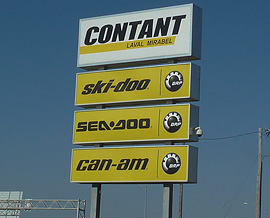 CONTANT
LAVAL MIRABEL
ski-doo
BRP
SEA-DOO
BRP
can-am
BRP